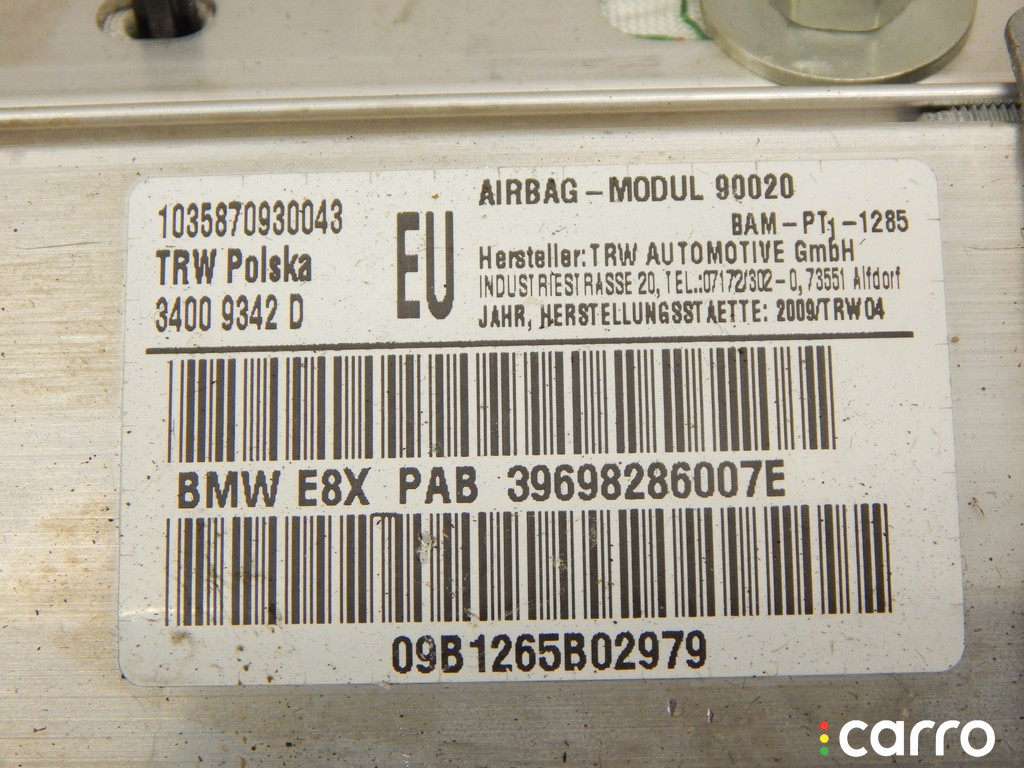 AIRBAG - MODUL 90020
1035870930043
BAM-PT1-1285
TRW Polska
EU
Hersteller: TRW AUTOMOTIVE GmbH
INDUSTRIESTRASSE 20, TEL.:07172/302-0, 73551 Alfdorf
3400 9342 D
JAHR, HERSTELLUNGSSTAETTE: 2009/TRW04
BMW E8X PAB 39698286007E
09B1265B02979
carro